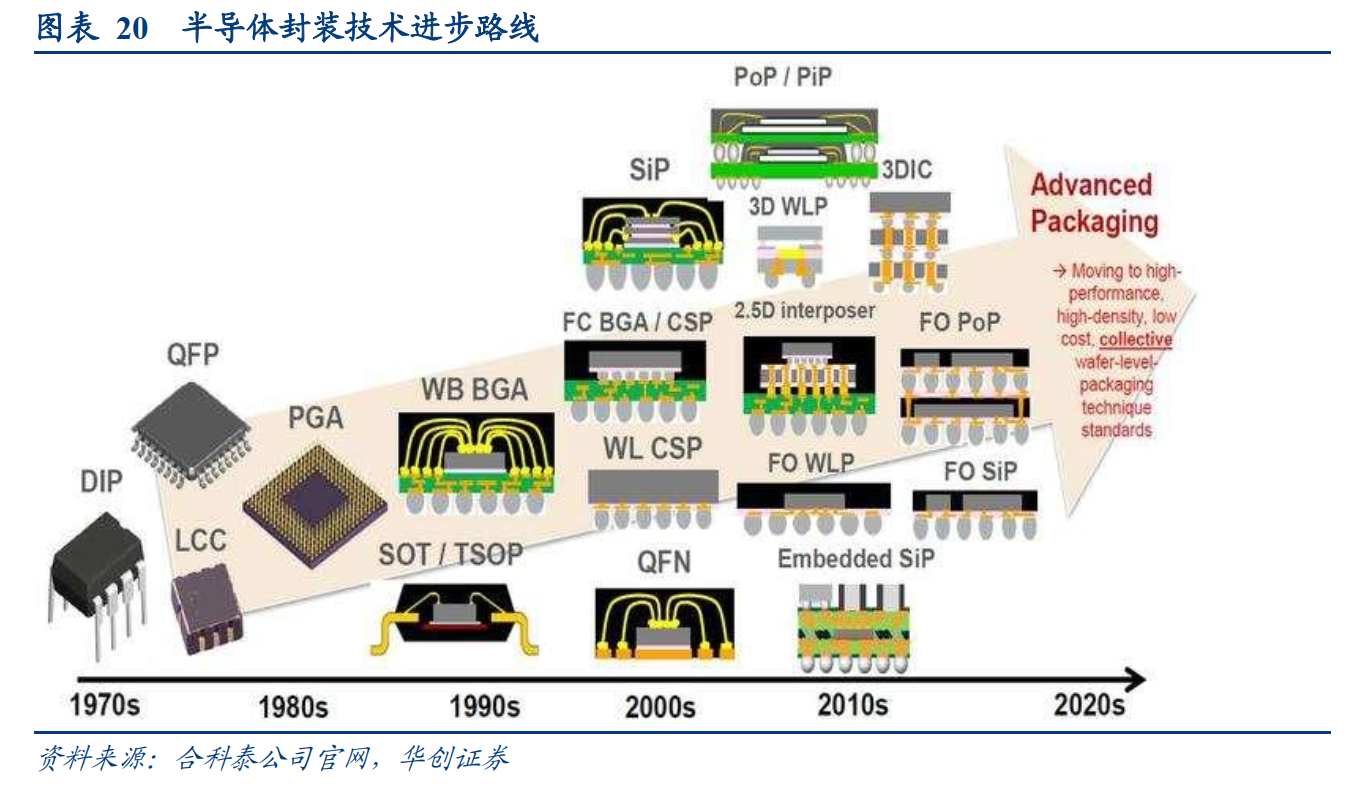 图表 20 半导体封装技术进步路线
PoP / PiP
SiP
3DIC
3D WLP
Advanced
Packaging
→ Moving to high-
performance,
high-density, low
cost, collective
wafer-level-
packaging
technique
standards
FC BGA / CSP
2.5D interposer
FO PoP
QFP
WB BGA
PGA
WL CSP
FO WLP
FO SiP
DIP
LCC
SOT / TSOP
QFN
Embedded SiP
1970s
1980s
1990s
2000s
2010s
2020s
资料来源：合科泰公司官网，华创证券